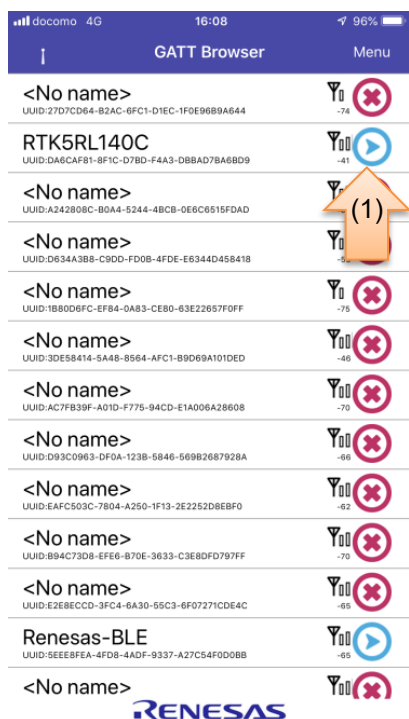 docomo 4G 16:08 96%
GATT Browser Menu
<No name>
UUID:27D7CD64-B2AC-6FC1-D1EC-1F0E96B9A644
-74
RTK5RL140C
UUID:DA6CAF81-8F1C-D7BD-F4A3-DBBAD7BA6BD9
-41
<No name>
UUID:A242808C-B0A4-5244-4BCB-0E6C6515FDAD
(1)
<No name>
UUID:D634A3B8-C9DD-FD0B-4FDE-E6344D458418
<No name>
UUID:1B80D6FC-EF84-0A83-CE80-63E22657F0FF
-75
<No name>
UUID:3DE58414-5A48-8564-AFC1-B9D69A101DED
-46
<No name>
UUID:AC7FB39F-A01D-F775-94CD-E1A006A28608
-70
<No name>
UUID:D93C0963-DF0A-123B-5846-569B2687928A
-66
<No name>
UUID:EAFC503C-7804-A250-1F13-2E2252D8EBF0
-62
<No name>
UUID:B94C73D8-EFE6-B70E-3633-C3E8DFD797FF
-70
<No name>
UUID:E2E8ECCD-3FC4-6A30-55C3-6F07271CDE4C
-65
Renesas-BLE
UUID:5EEE8FEA-4FD8-4ADF-9337-A27C54F0D0BB
-65
<No name>
RENESAS